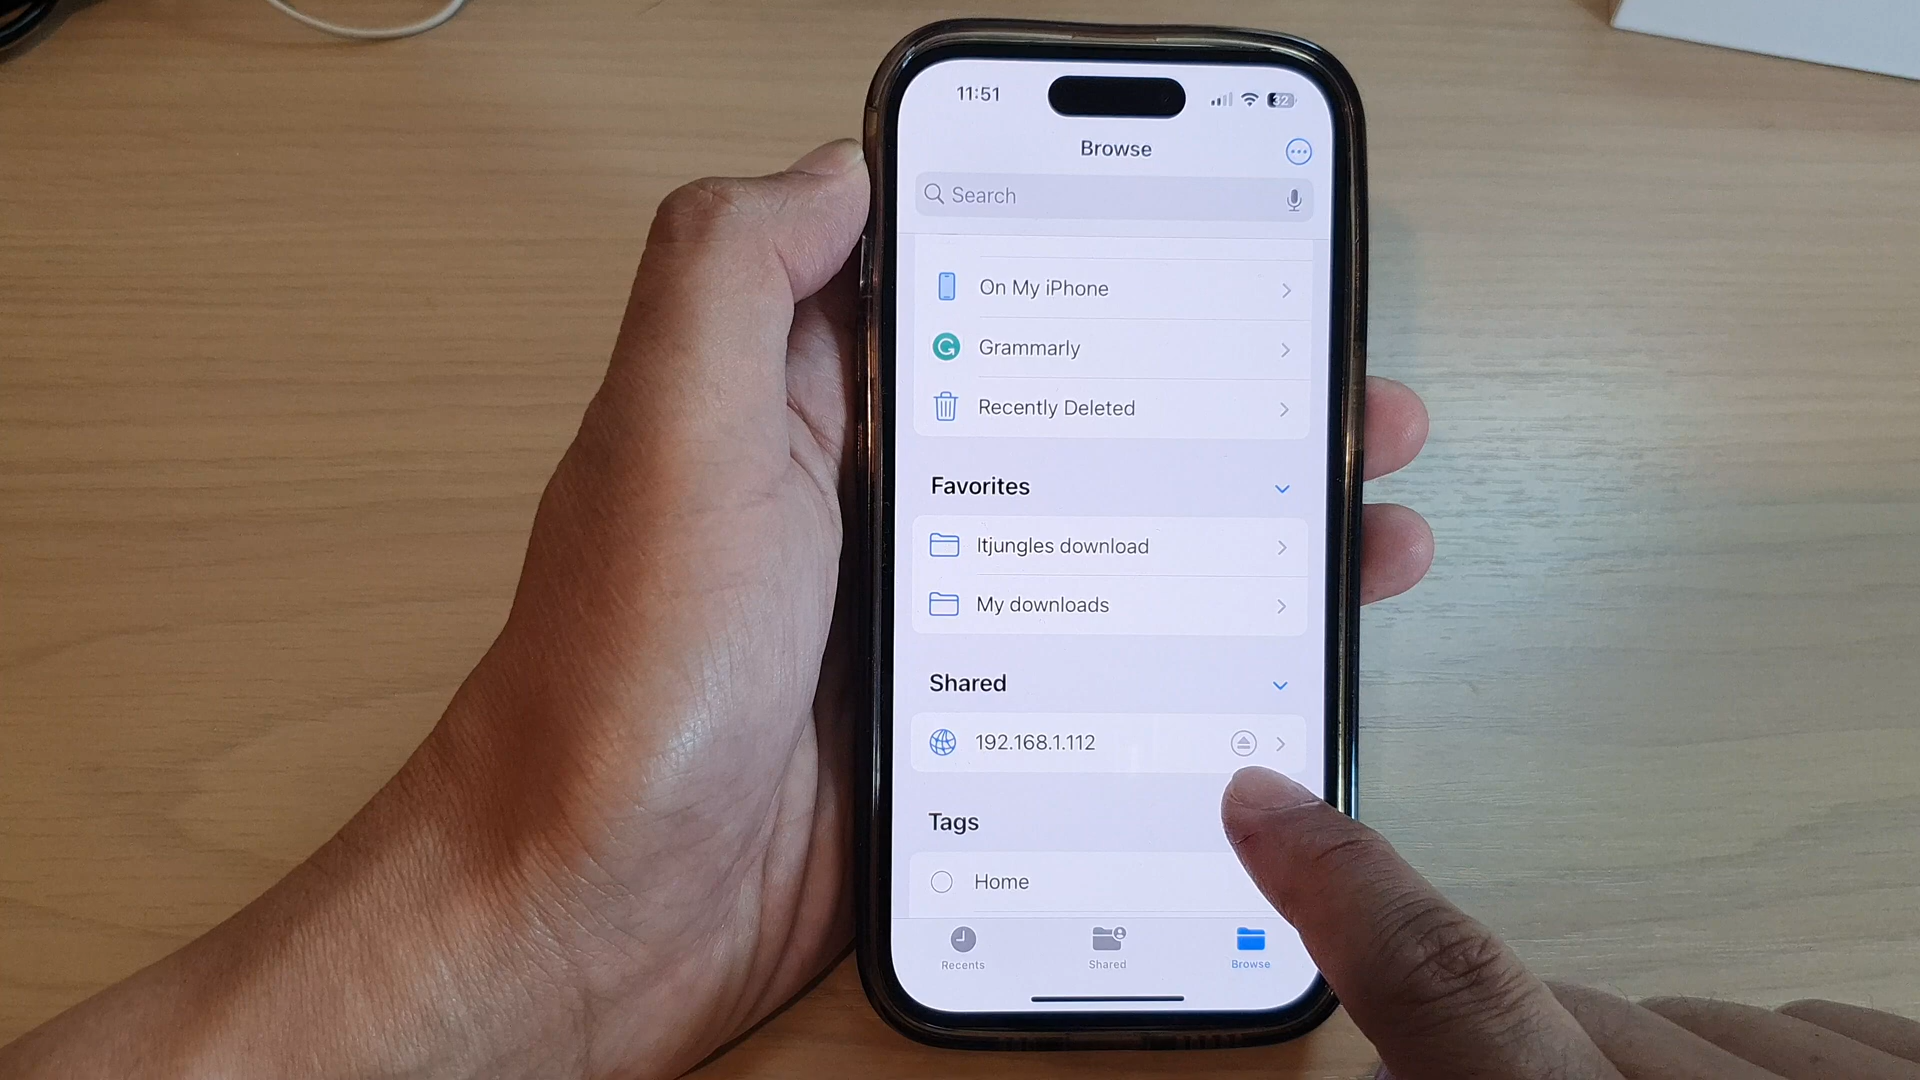 11:51
32
Browse
Search
On My iPhone
Grammarly
Recently Deleted
Favorites
Itjungles download
My downloads
Shared
192.168.1.112
Tags
Home
Recents
Shared
Browse